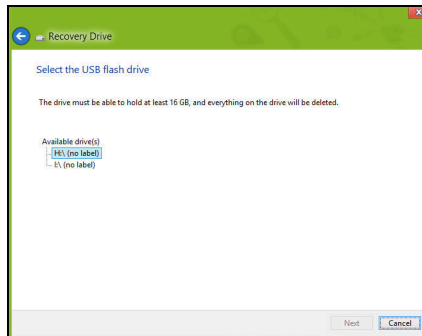 Recovery Drive
Select the USB flash drive
The drive must be able to hold at least 16 GB, and everything on the drive will be deleted.
Available drive(s)
H:\ (no label)
I:\ (no label)
Next
Cancel